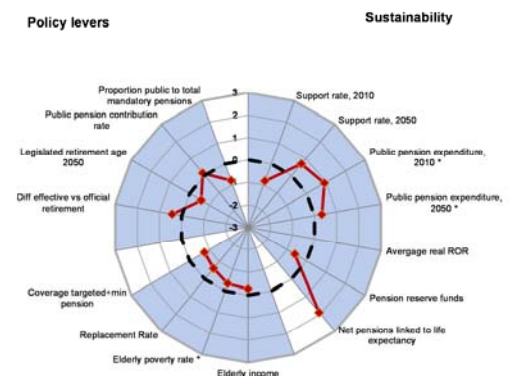 Policy levers
Sustainability
Proportion public to total
mandatory pensions
Public pension contribution
rate
Legislated retirement age
2050
Diff effective vs official
retirement
Coverage targeted+min
pension
Replacement Rate
Elderly poverty rate *
Elderly income
3
2
1
0
-2
-3
Support rate, 2010
Support rate, 2050
Public pension expenditure,
2010 *
Public pension expenditure,
2050 *
Avergage real ROR
Pension reserve funds
Net pensions linked to life
expectancy